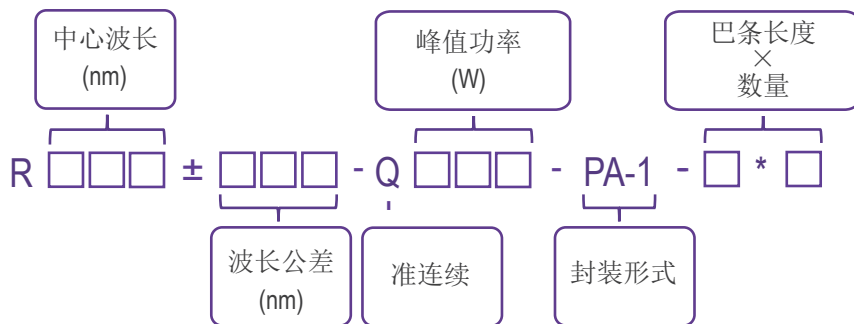 中心波长
(nm)
峰值功率
(W)
巴条长度
×
数量
R □□□ ± □□□ - Q □□□ - PA-1 - □ * □
波长公差
(nm)
准连续
封装形式